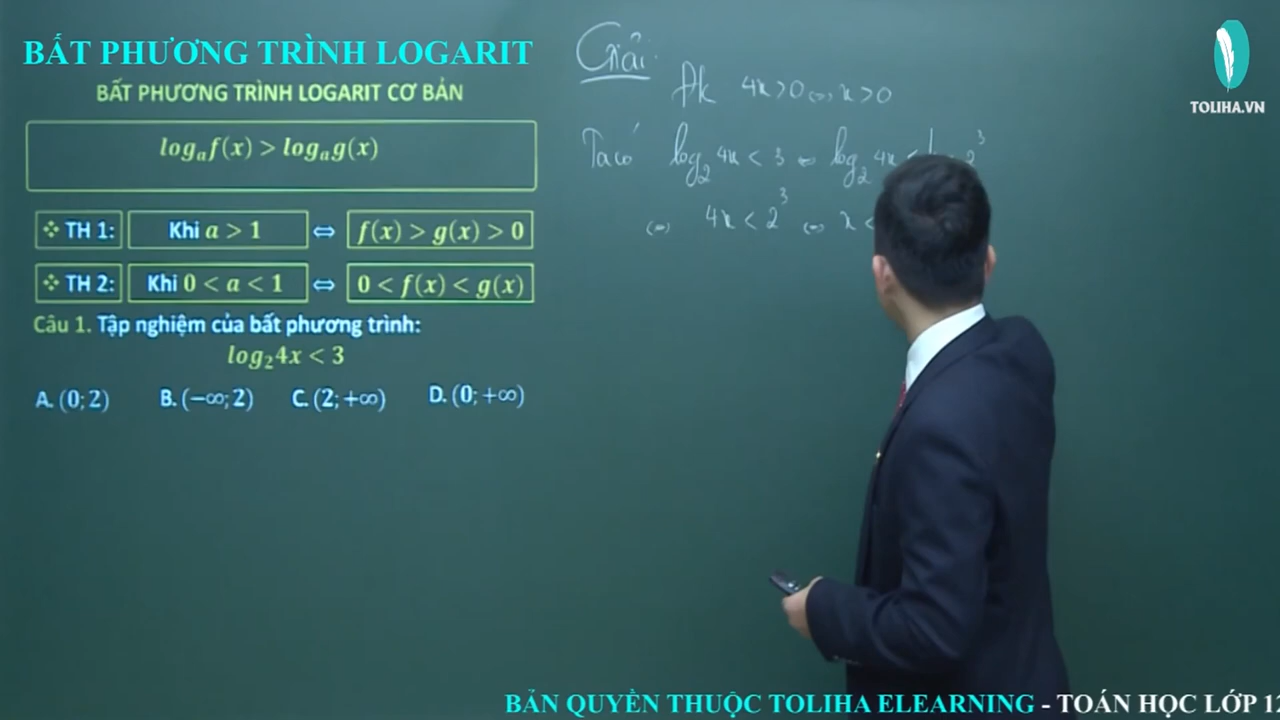 BẤT PHƯƠNG TRÌNH LOGARIT
BẤT PHƯƠNG TRÌNH LOGARIT CƠ BẢN
logₐf(x) > logₐg(x)
❖ TH 1: Khi a > 1 ⇔ f(x) > g(x) > 0
❖ TH 2: Khi 0 < a < 1 ⇔ 0 < f(x) < g(x)
Câu 1. Tập nghiệm của bất phương trình:
log₂4x < 3
A. (0; 2) B. (−∞; 2) C. (2; +∞) D. (0; +∞)
Giải:
Đk 4x > 0 ⇔ x > 0
Ta có log₂ 4x < 3 ⇔ log₂ 4x < 2³
⇔ 4x < 2³ ⇔ x <
TOLIHA.VN
BẢN QUYỀN THUỘC TOLIHA ELEARNING - TOÁN HỌC LỚP 12